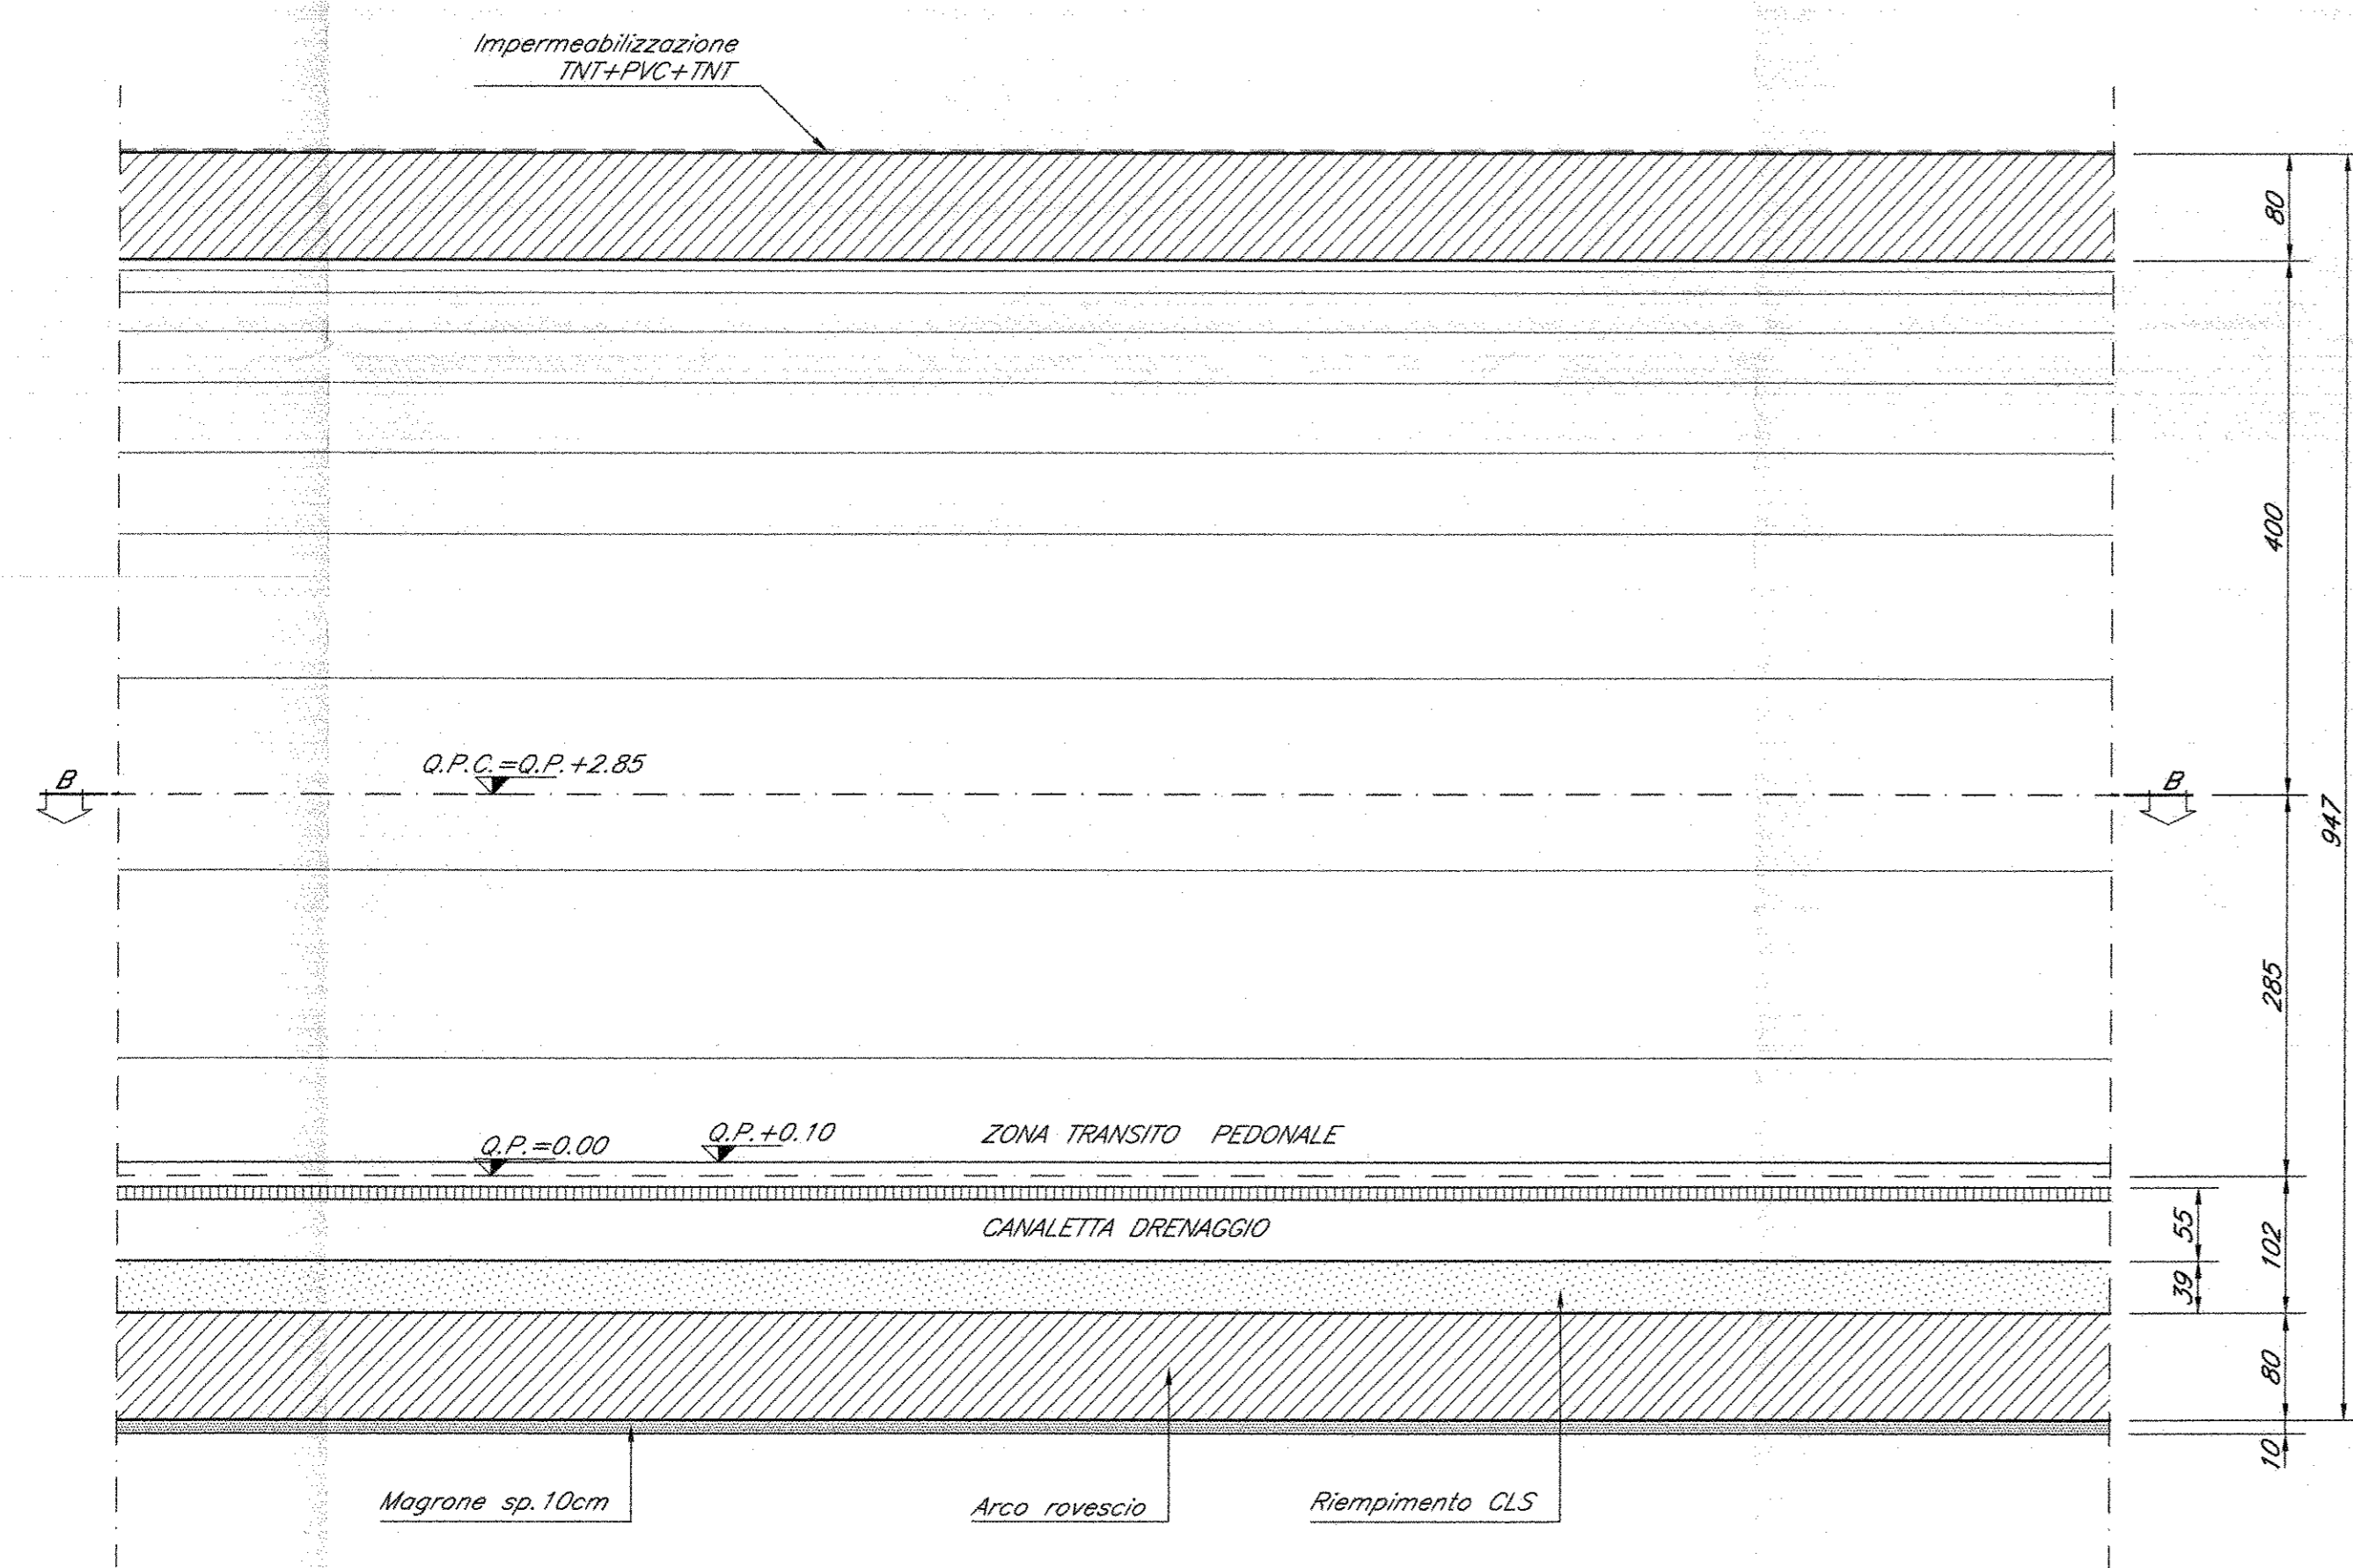 Impermeabilizzazione
TNT+PVC+TNT
80
400
Q.P.C.=Q.P.+2.85
B
B
947
285
Q.P.=0.00
Q.P.+0.10
ZONA TRANSITO PEDONALE
CANALETTA DRENAGGIO
55
102
39
80
10
Magrone sp.10cm
Arco rovescio
Riempimento CLS